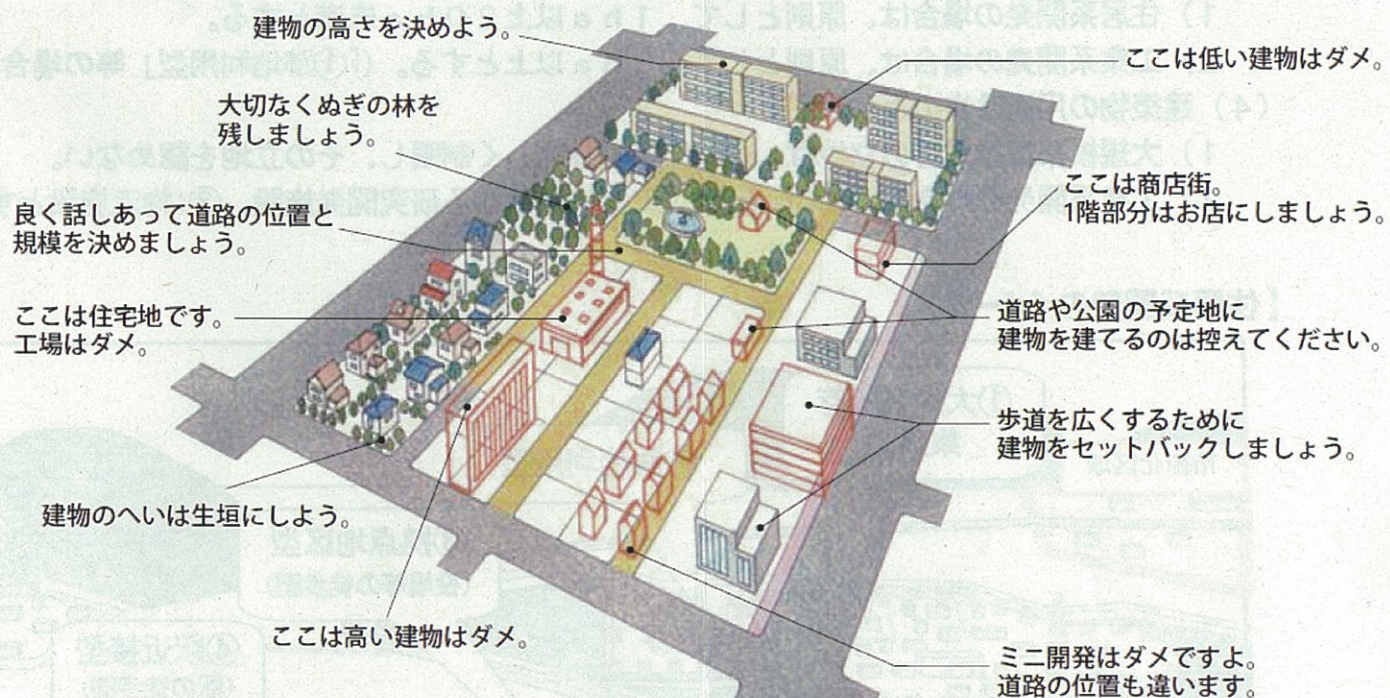 建物の高さを決めよう。
ここは低い建物はダメ。
大切なくぬぎの林を
残しましょう。
ここは商店街。
1階部分はお店にしましょう。
良く話しあって道路の位置と
規模を決めましょう。
ここは住宅地です。
工場はダメ。
道路や公園の予定地に
建物を建てるのは控えてください。
歩道を広くするために
建物をセットバックしましょう。
建物のへいは生垣にしよう。
ここは高い建物はダメ。
ミニ開発はダメですよ。
道路の位置も違います。